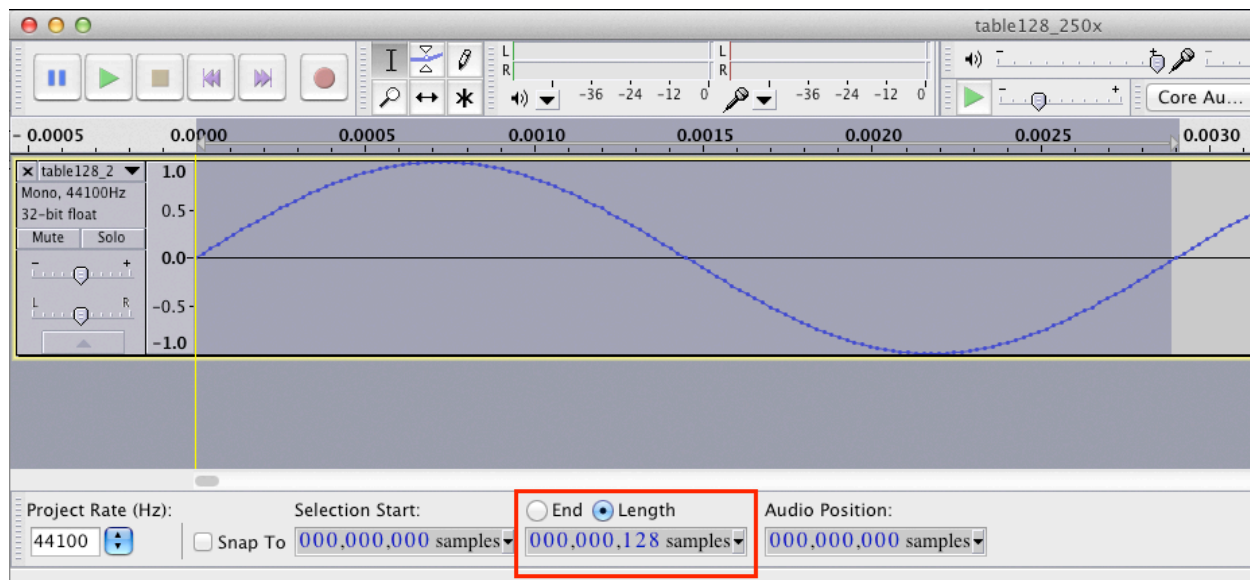 table128_250x
L
R
-36 -24 -12 0
L
R
-36 -24 -12 0
- +
- +
Core Au...
- 0.0005 0.0000 0.0005 0.0010 0.0015 0.0020 0.0025 0.0030
× table128_2
Mono, 44100Hz
32-bit float
Mute Solo
- +
L R
1.0
0.5-
0.0-
-0.5-
-1.0
Project Rate (Hz): Selection Start: End Length Audio Position:
44100 Snap To 000,000,000 samples 000,000,128 samples 000,000,000 samples